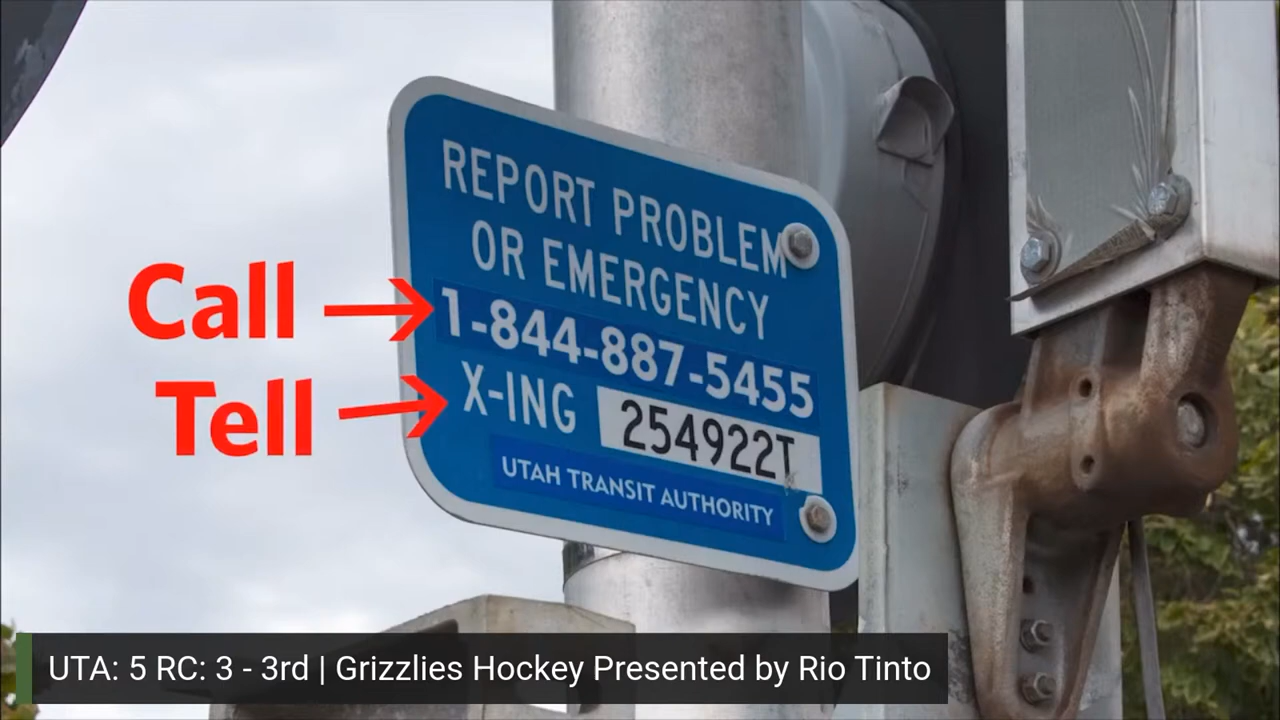 REPORT PROBLEM
OR EMERGENCY
Call → 1-844-887-5455
Tell → X-ING 254922T
UTAH TRANSIT AUTHORITY
UTA: 5 RC: 3 - 3rd | Grizzlies Hockey Presented by Rio Tinto